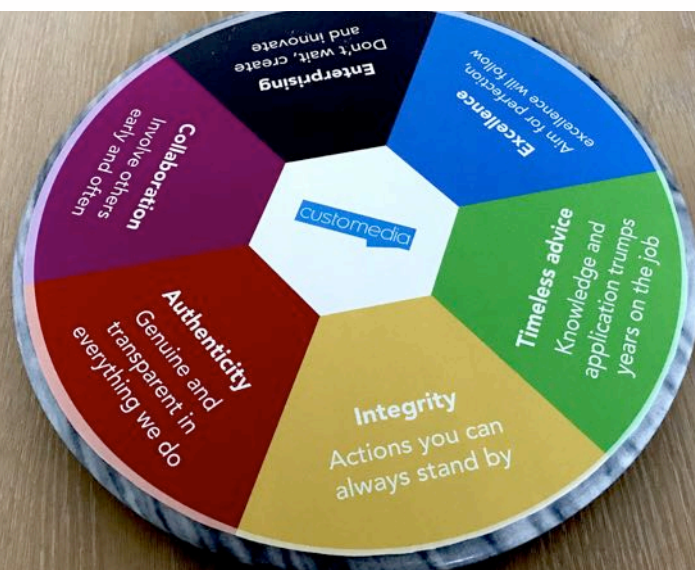 customedia
Enterprising
Don't wait, create
and innovate
Excellence
Aim for perfection,
excellence will follow
Timeless advice
Knowledge and
application trumps
years on the job
Integrity
Actions you can
always stand by
Authenticity
Genuine and
transparent in
everything we do
Collaboration
Involve others
early and often